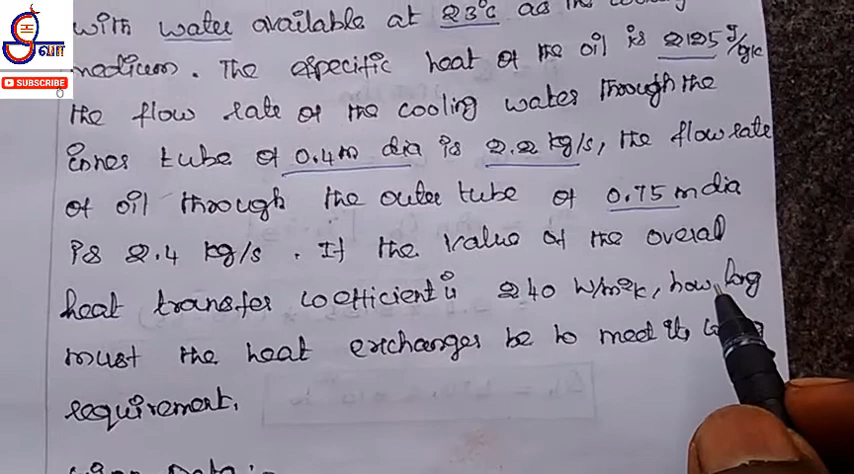 குவா
SUBSCRIBE
with water available at 23°C as the
medium. The specific heat of the oil is 2125 J/kgK
the flow rate of the cooling water through the
inner tube of 0.4m dia is 2.2 kg/s, the flow rate
of oil through the outer tube of 0.75 m dia
is 2.4 kg/s. If the value of the overal
heat transfer coefficient is 240 W/m²K, how long
must the heat exchanges be to meet its
requirement.